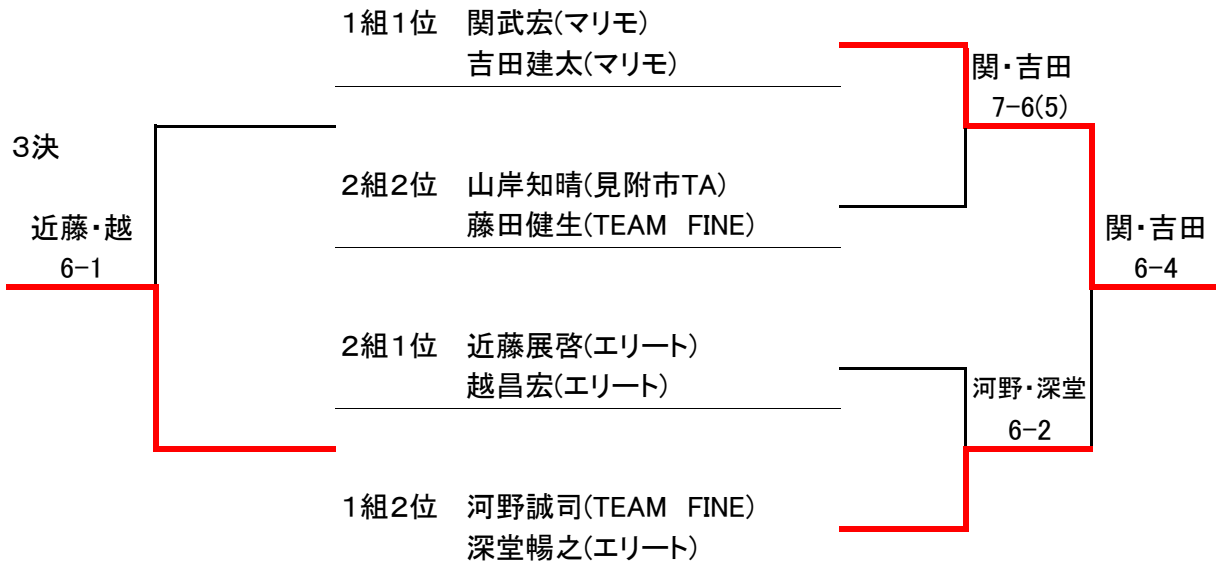 1組1位 関武宏(マリモ)
吉田建太(マリモ)
関・吉田
7-6(5)
3決
2組2位 山岸知晴(見附市TA)
藤田健生(TEAM FINE)
近藤・越
6-1
関・吉田
6-4
2組1位 近藤展啓(エリート)
越昌宏(エリート)
河野・深堂
6-2
1組2位 河野誠司(TEAM FINE)
深堂暢之(エリート)